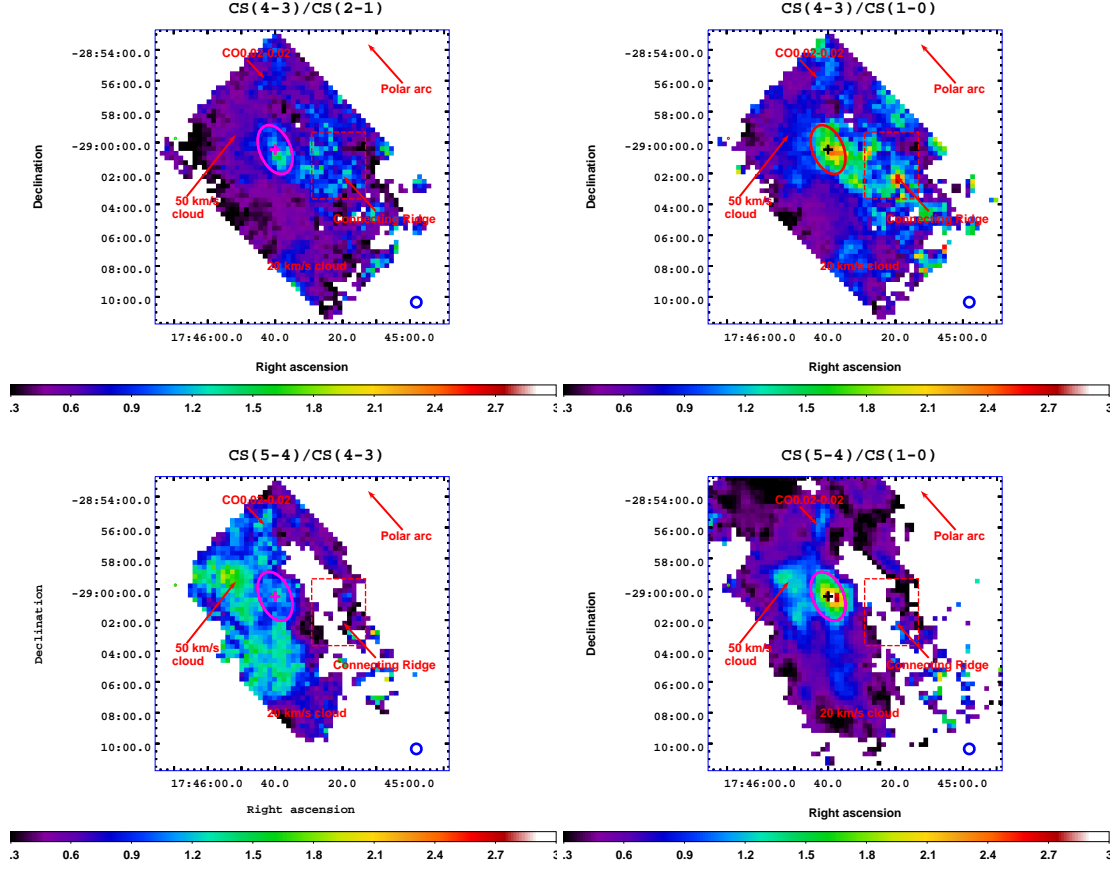 CS(4-3)/CS(2-1)
CS(4-3)/CS(1-0)
-28:54:00.0
56:00.0
58:00.0
-29:00:00.0
02:00.0
04:00.0
06:00.0
08:00.0
10:00.0
Declination
CO0.02-0.02
Polar arc
50 km/s
cloud
Connecting Ridge
20 km/s cloud
17:46:00.0
40.0
20.0
45:00.0
Right ascension
-28:54:00.0
56:00.0
58:00.0
-29:00:00.0
02:00.0
04:00.0
06:00.0
08:00.0
10:00.0
Declination
CO0.02-0.02
Polar arc
50 km/s
cloud
Connecting Ridge
20 km/s cloud
17:46:00.0
40.0
20.0
45:00.0
Right ascension
.3 0.6 0.9 1.2 1.5 1.8 2.1 2.4 2.7
.3 0.6 0.9 1.2 1.5 1.8 2.1 2.4 2.7 3
CS(5-4)/CS(4-3)
CS(5-4)/CS(1-0)
-28:54:00.0
56:00.0
58:00.0
-29:00:00.0
02:00.0
04:00.0
06:00.0
08:00.0
10:00.0
Declination
CO0.02-0.02
Polar arc
50 km/s
cloud
Connecting Ridge
20 km/s cloud
17:46:00.0
40.0
20.0
45:00.0
Right ascension
-28:54:00.0
56:00.0
58:00.0
-29:00:00.0
02:00.0
04:00.0
06:00.0
08:00.0
10:00.0
Declination
CO0.02-0.02
Polar arc
50 km/s
cloud
Connecting Ridge
20 km/s cloud
17:46:00.0
40.0
20.0
45:00.0
Right ascension
.3 0.6 0.9 1.2 1.5 1.8 2.1 2.4 2.7
.3 0.6 0.9 1.2 1.5 1.8 2.1 2.4 2.7 3